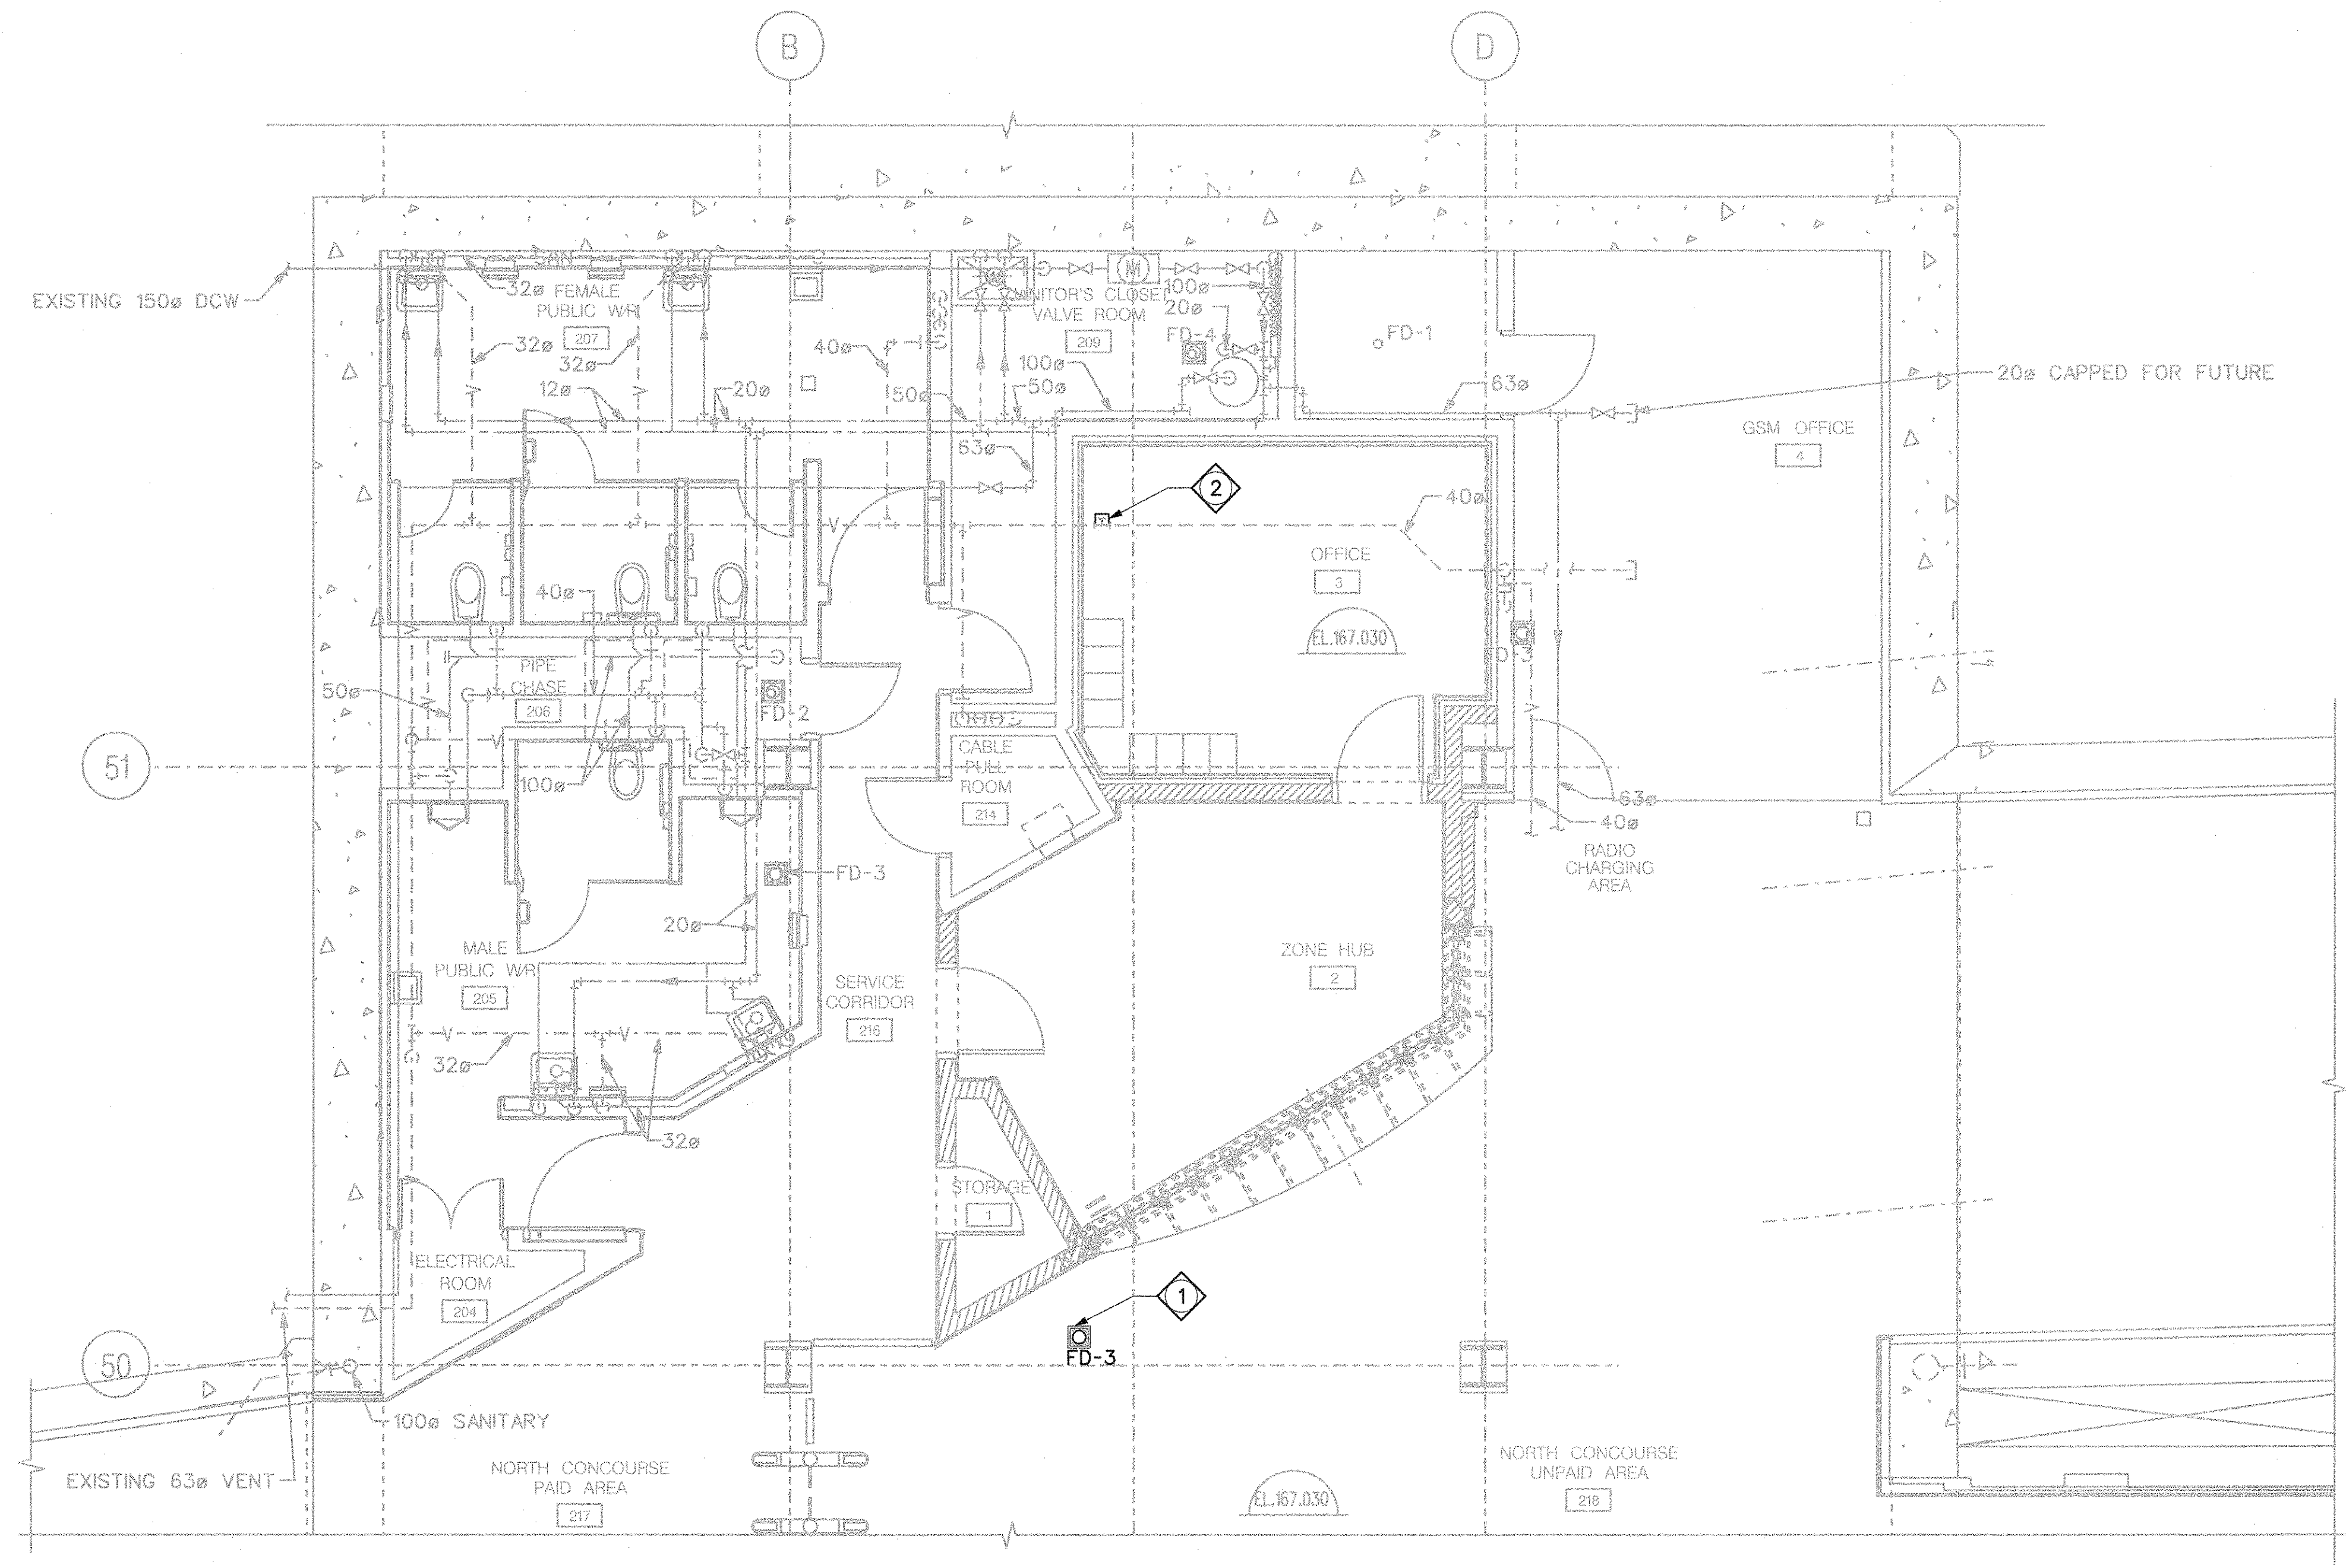 B
D
EXISTING 150ø DCW
SAN
32ø
FEMALE
PUBLIC W/R
207
32ø
32ø
12ø
20ø
40ø
M
JANITOR'S CLOSET
VALVE ROOM
209
100ø
20ø
FD-4
FD-1
100ø
50ø
50ø
63ø
63ø
20ø CAPPED FOR FUTURE
GSM OFFICE
4
2
40ø
V
OFFICE
3
EL.167.030
40ø
PIPE
CHASE
206
50ø
FD-2
V
100ø
51
CABLE
PULL
ROOM
214
63ø
40ø
RADIO
CHARGING
AREA
FD-3
20ø
MALE
PUBLIC W/R
205
SERVICE
CORRIDOR
216
ZONE HUB
2
V
V
32ø
32ø
STORAGE
1
ELECTRICAL
ROOM
204
1
FD-3
50
100ø SANITARY
EXISTING 63ø VENT
NORTH CONCOURSE
PAID AREA
217
EL.167.030
NORTH CONCOURSE
UNPAID AREA
218